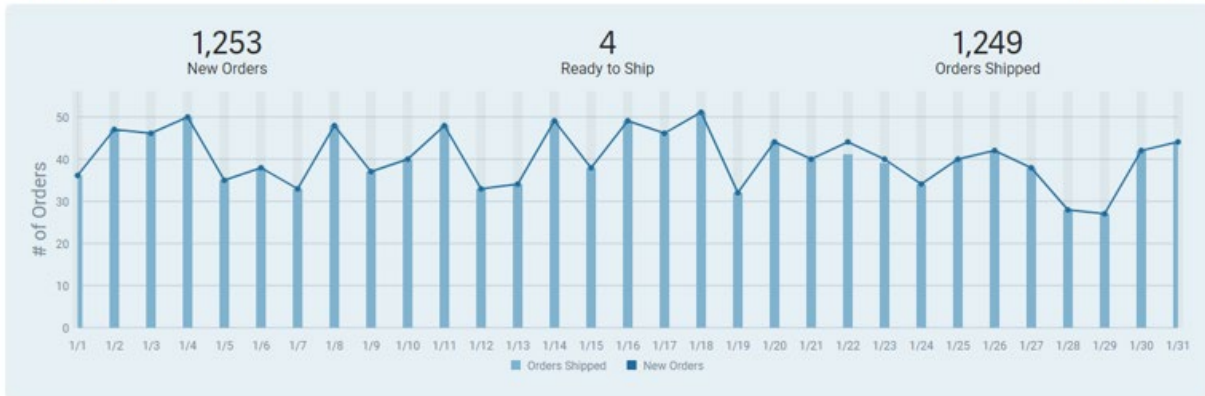 1,253 4 1,249
New Orders Ready to Ship Orders Shipped
# of Orders
50
40
30
20
10
0
1/1 1/2 1/3 1/4 1/5 1/6 1/7 1/8 1/9 1/10 1/11 1/12 1/13 1/14 1/15 1/16 1/17 1/18 1/19 1/20 1/21 1/22 1/23 1/24 1/25 1/26 1/27 1/28 1/29 1/30 1/31
Orders Shipped New Orders